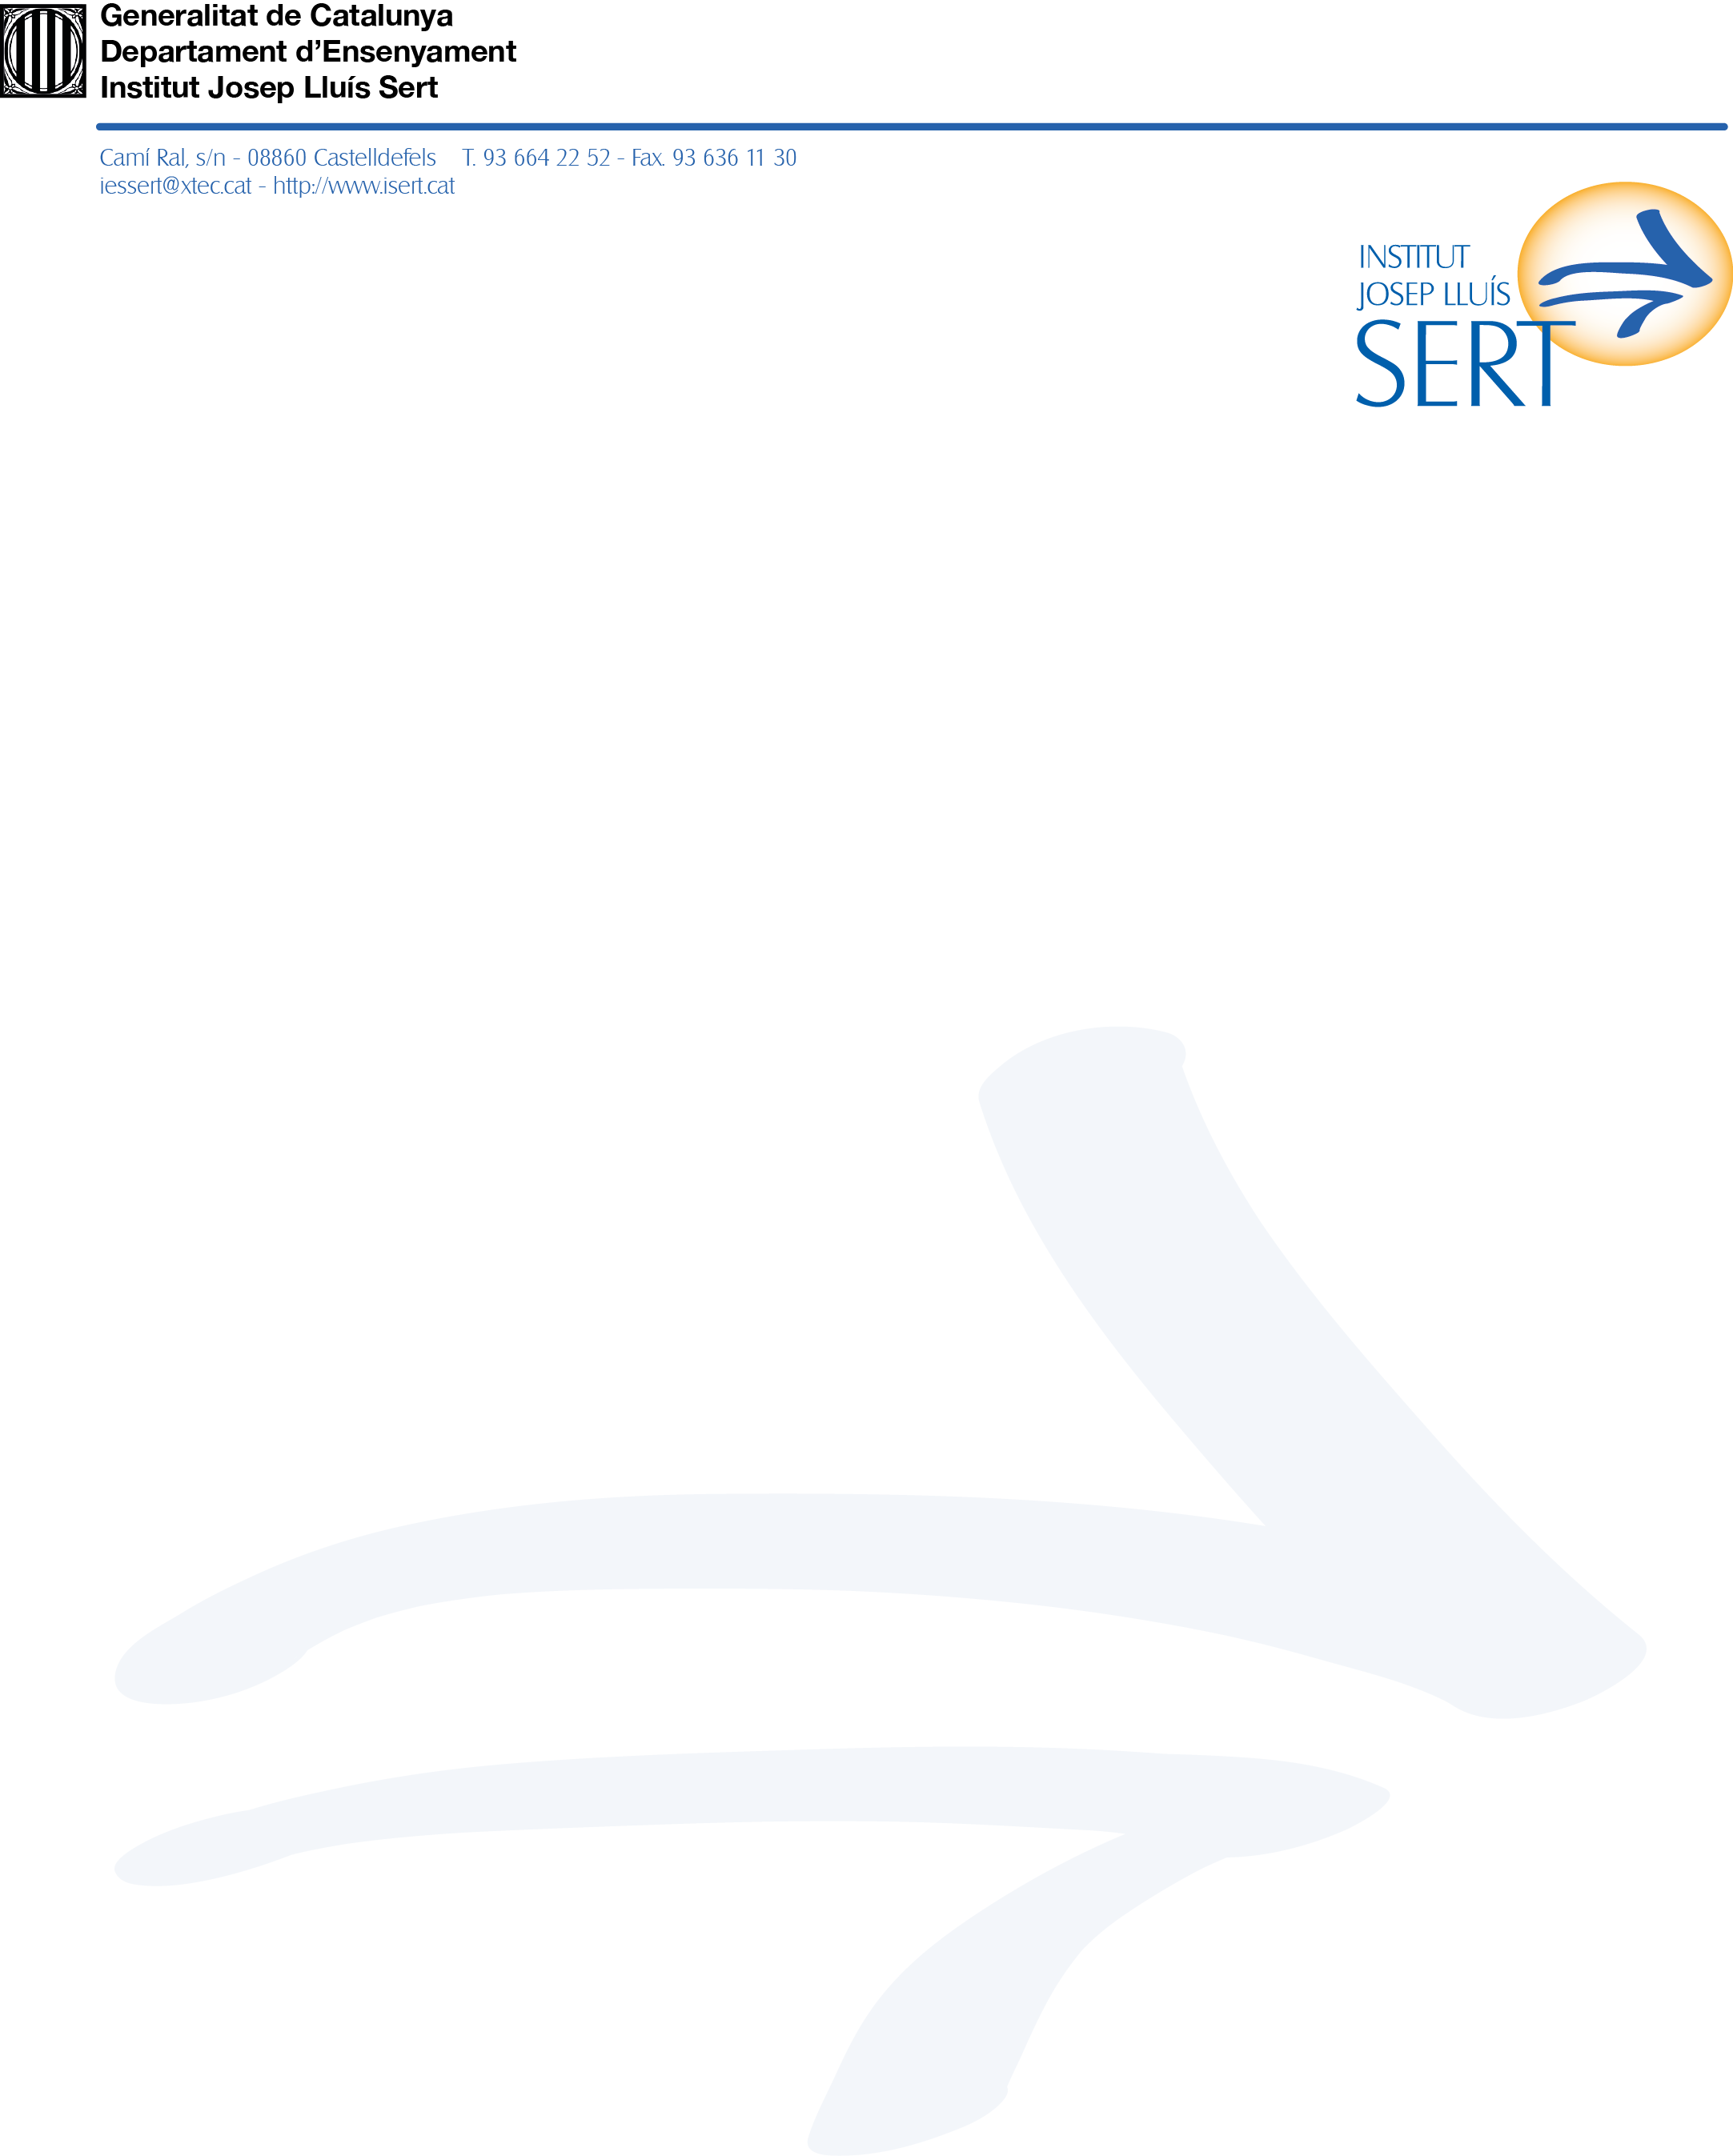 Generalitat de Catalunya
Departament d’Ensenyament
Institut Josep Lluís Sert
Camí Ral, s/n - 08860 Castelldefels T. 93 664 22 52 - Fax. 93 636 11 30
iessert@xtec.cat - http://www.isert.cat
INSTITUT
JOSEP LLUÍS
SERT